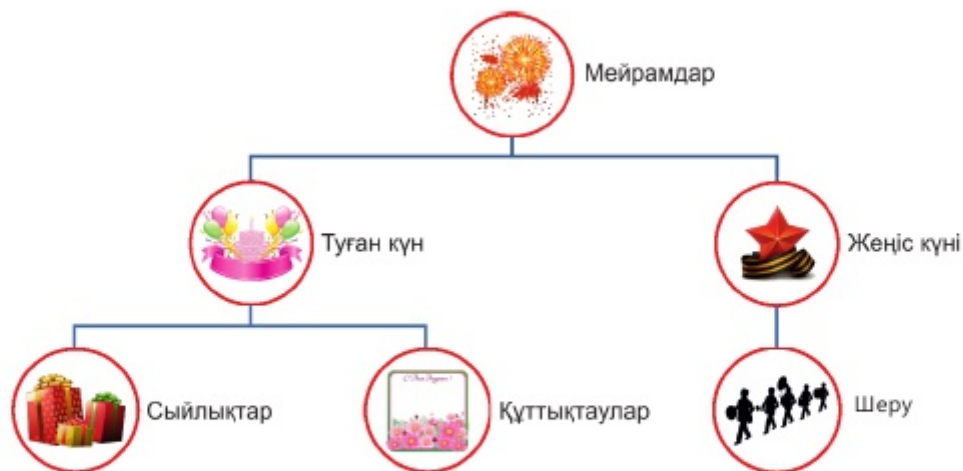 Мейрамдар
Туған күн
Жеңіс күні
Сыйлықтар
Құттықтаулар
Шеру